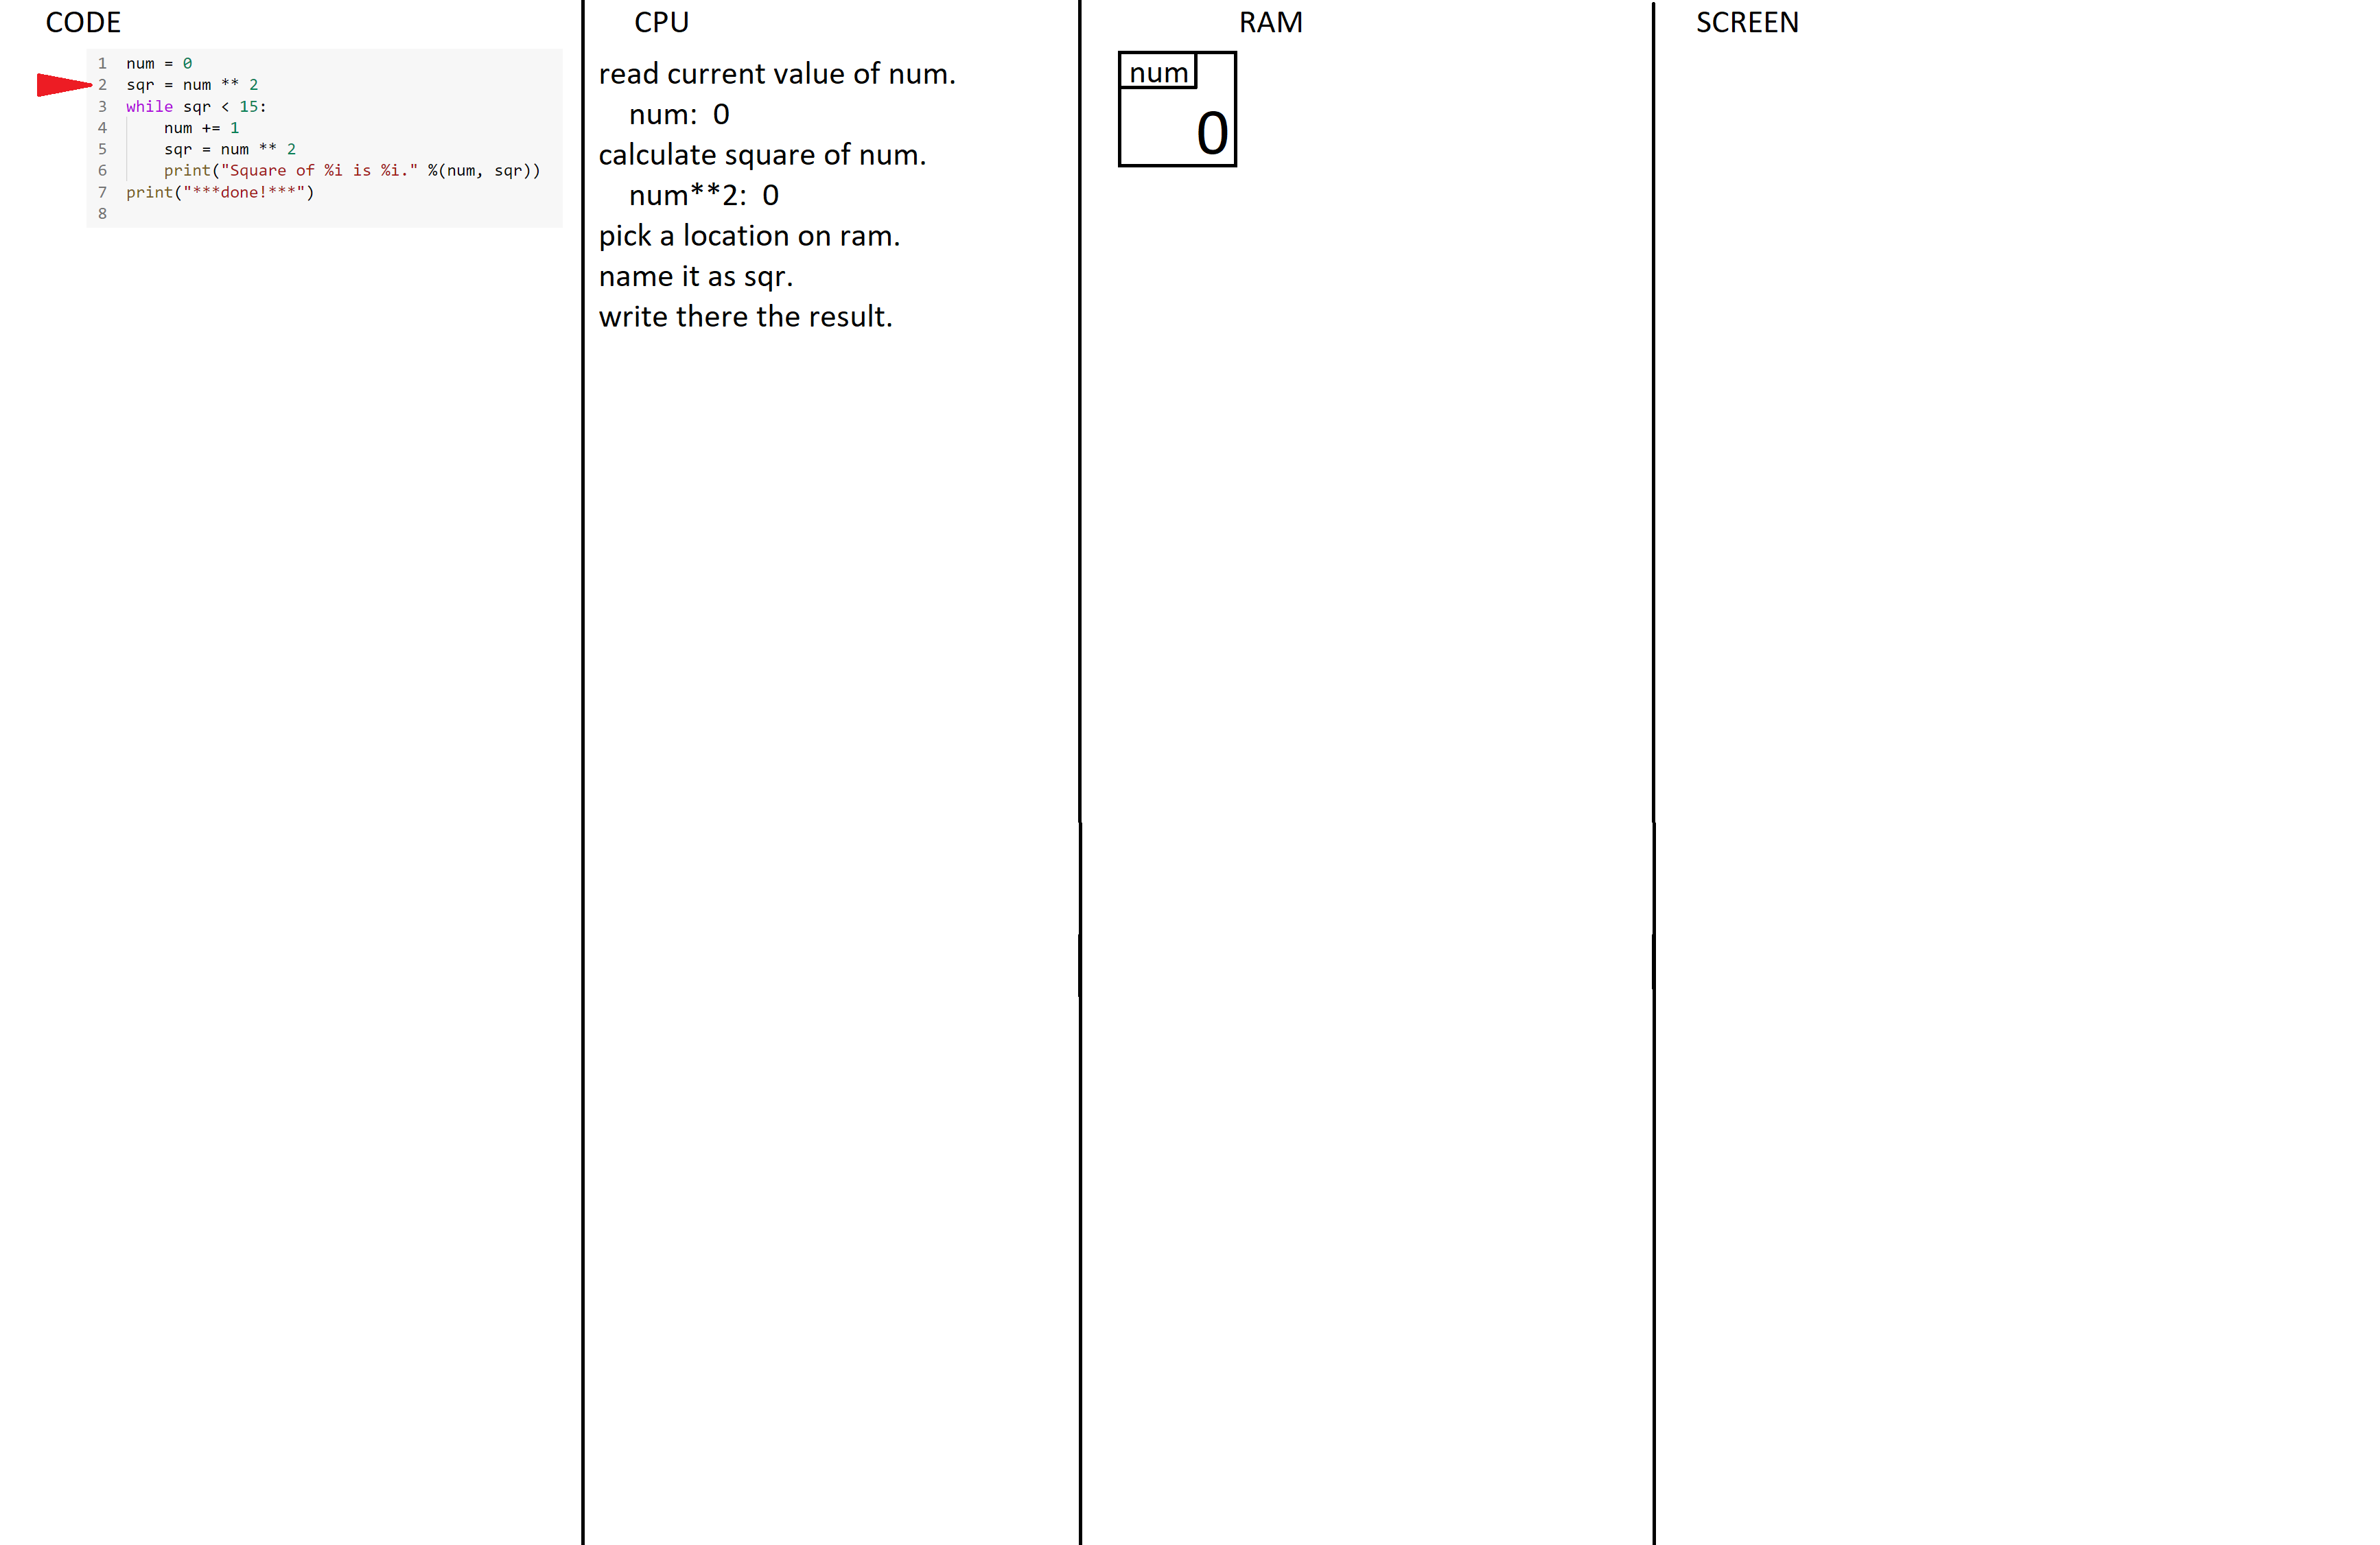 CODE
1 num = 0
2 sqr = num ** 2
3 while sqr < 15:
4     num += 1
5     sqr = num ** 2
6     print("Square of %i is %i." %(num, sqr))
7 print("***done!***")
8
CPU
read current value of num.
num:  0
calculate square of num.
num**2:  0
pick a location on ram.
name it as sqr.
write there the result.
RAM
num
0
SCREEN